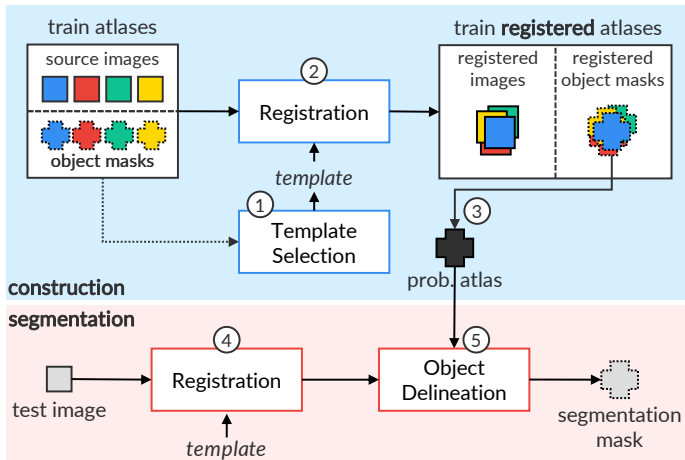 train atlases
train registered atlases
source images
object masks
2
Registration
registered
images
registered
object masks
template
1
Template
Selection
3
prob. atlas
construction
segmentation
4
Registration
5
Object
Delineation
test image
template
segmentation
mask